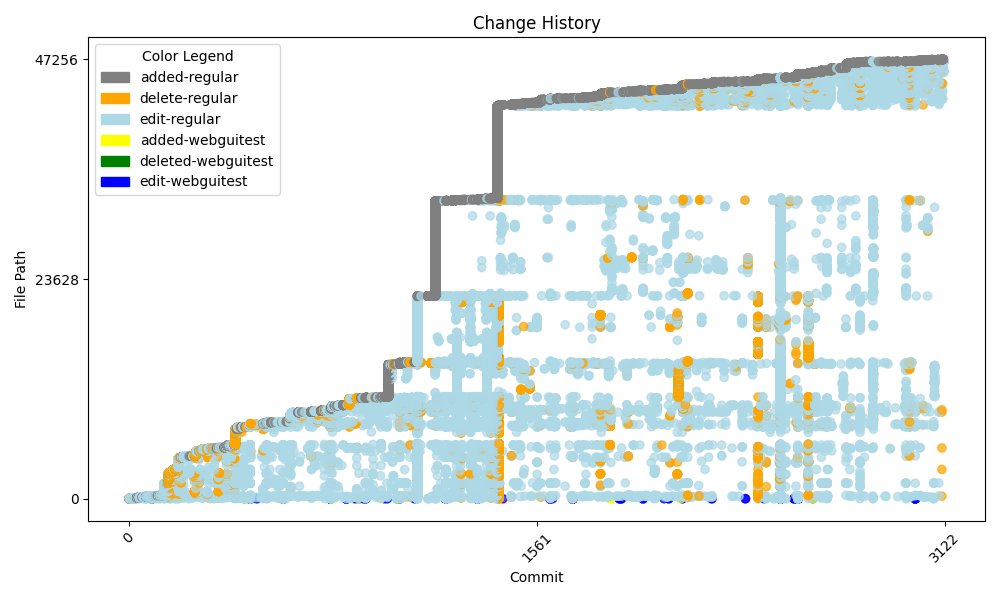 Change History
Color Legend
added-regular
delete-regular
edit-regular
added-webguitest
deleted-webguitest
edit-webguitest
47256
23628
0
File Path
0
1561
3122
Commit